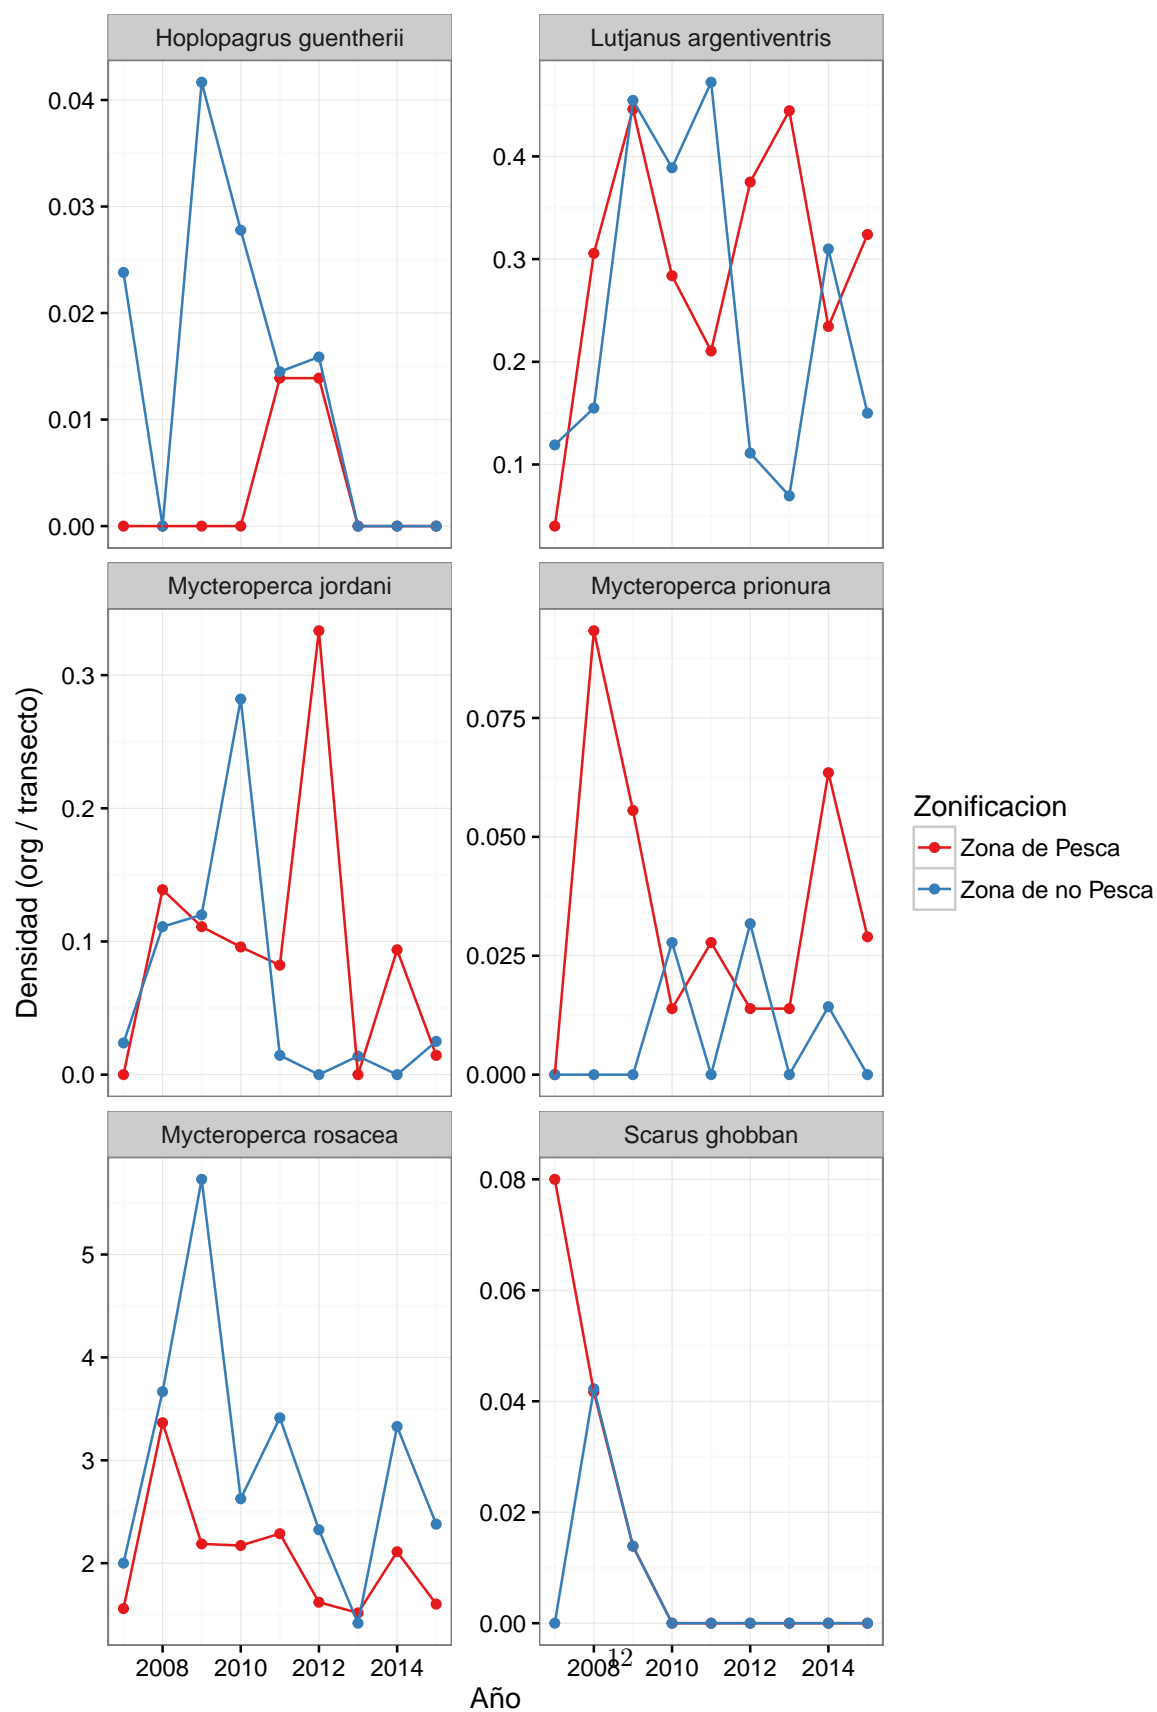 Hoplopagrus guentherii
Lutjanus argentiventris
0.04
0.03
0.02
0.01
0.00
0.4
0.3
0.2
0.1
Mycteroperca jordani
Mycteroperca prionura
0.3
0.2
0.1
0.0
0.075
0.050
0.025
0.000
Densidad (org / transecto)
Zonificacion
Zona de Pesca
Zona de no Pesca
Mycteroperca rosacea
Scarus ghobban
5
4
3
2
0.08
0.06
0.04
0.02
0.00
2008 2010 2012 2014
2008 2010 2012 2014
12
Año